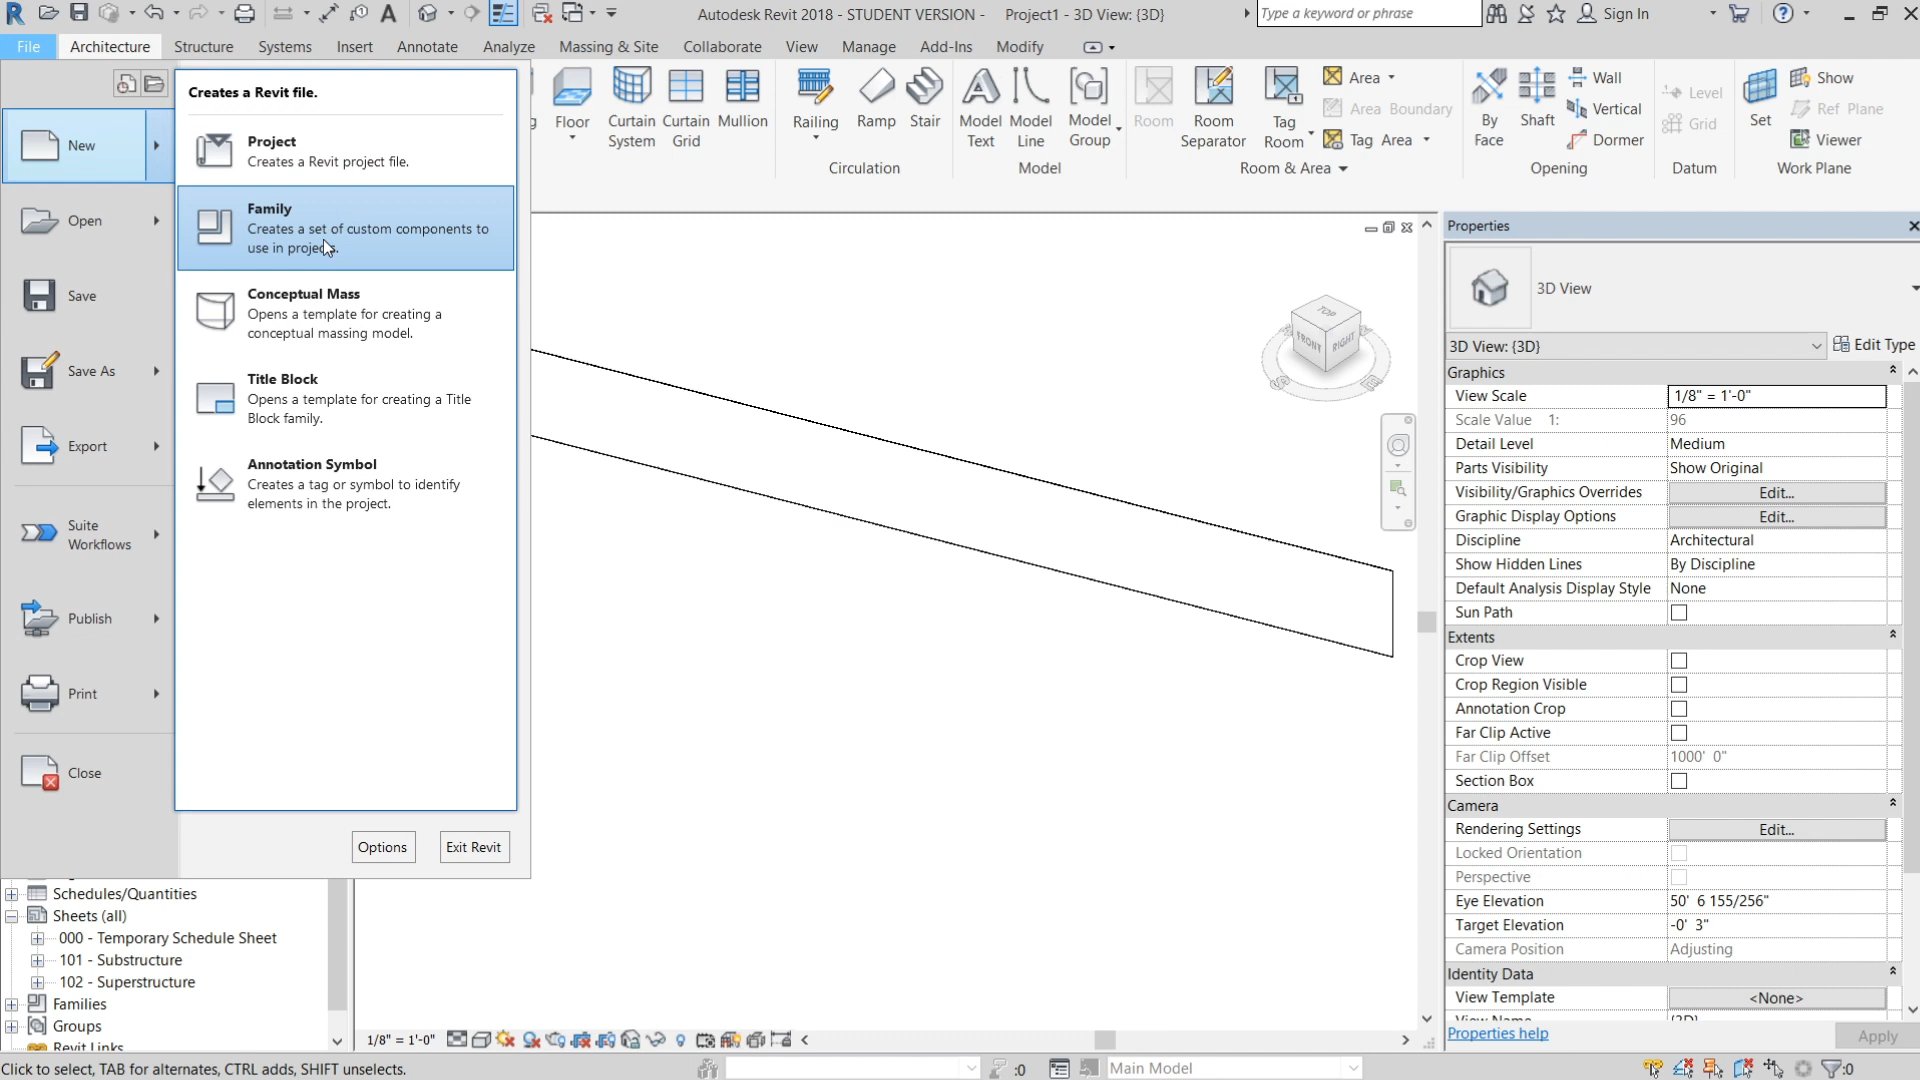 Autodesk Revit 2018 - STUDENT VERSION - Project1 - 3D View: {3D}
Type a keyword or phrase
Sign In
File Architecture Structure Systems Insert Annotate Analyze Massing & Site Collaborate View Manage Add-Ins Modify
Creates a Revit file.
New
Open
Save
Save As
Export
Suite
Workflows
Publish
Print
Close
Project
Creates a Revit project file.
Family
Creates a set of custom components to
use in projects.
Conceptual Mass
Opens a template for creating a
conceptual massing model.
Title Block
Opens a template for creating a Title
Block family.
Annotation Symbol
Creates a tag or symbol to identify
elements in the project.
Options Exit Revit
Floor
Curtain
System
Curtain
Grid
Mullion
Railing
Ramp
Stair
Circulation
Model
Text
Model
Line
Model
Group
Model
Room
Room
Separator
Tag
Room
Area
Area Boundary
Tag Area
Room & Area
By
Face
Shaft
Wall
Vertical
Dormer
Opening
Level
Grid
Datum
Set
Show
Ref Plane
Viewer
Work Plane
TOP
FRONT
RIGHT
Properties
3D View
3D View: {3D} Edit Type
Graphics
View Scale 1/8" = 1'-0"
Scale Value 1: 96
Detail Level Medium
Parts Visibility Show Original
Visibility/Graphics Overrides Edit...
Graphic Display Options Edit...
Discipline Architectural
Show Hidden Lines By Discipline
Default Analysis Display Style None
Sun Path
Extents
Crop View
Crop Region Visible
Annotation Crop
Far Clip Active
Far Clip Offset 1000' 0"
Section Box
Camera
Rendering Settings Edit...
Locked Orientation
Perspective
Eye Elevation 50' 6 155/256"
Target Elevation -0' 3"
Camera Position Adjusting
Identity Data
View Template <None>
Properties help Apply
Schedules/Quantities
Sheets (all)
000 - Temporary Schedule Sheet
101 - Substructure
102 - Superstructure
Families
Groups
Revit Links
1/8" = 1'-0"
Click to select, TAB for alternates, CTRL adds, SHIFT unselects.
:0
Main Model
:0